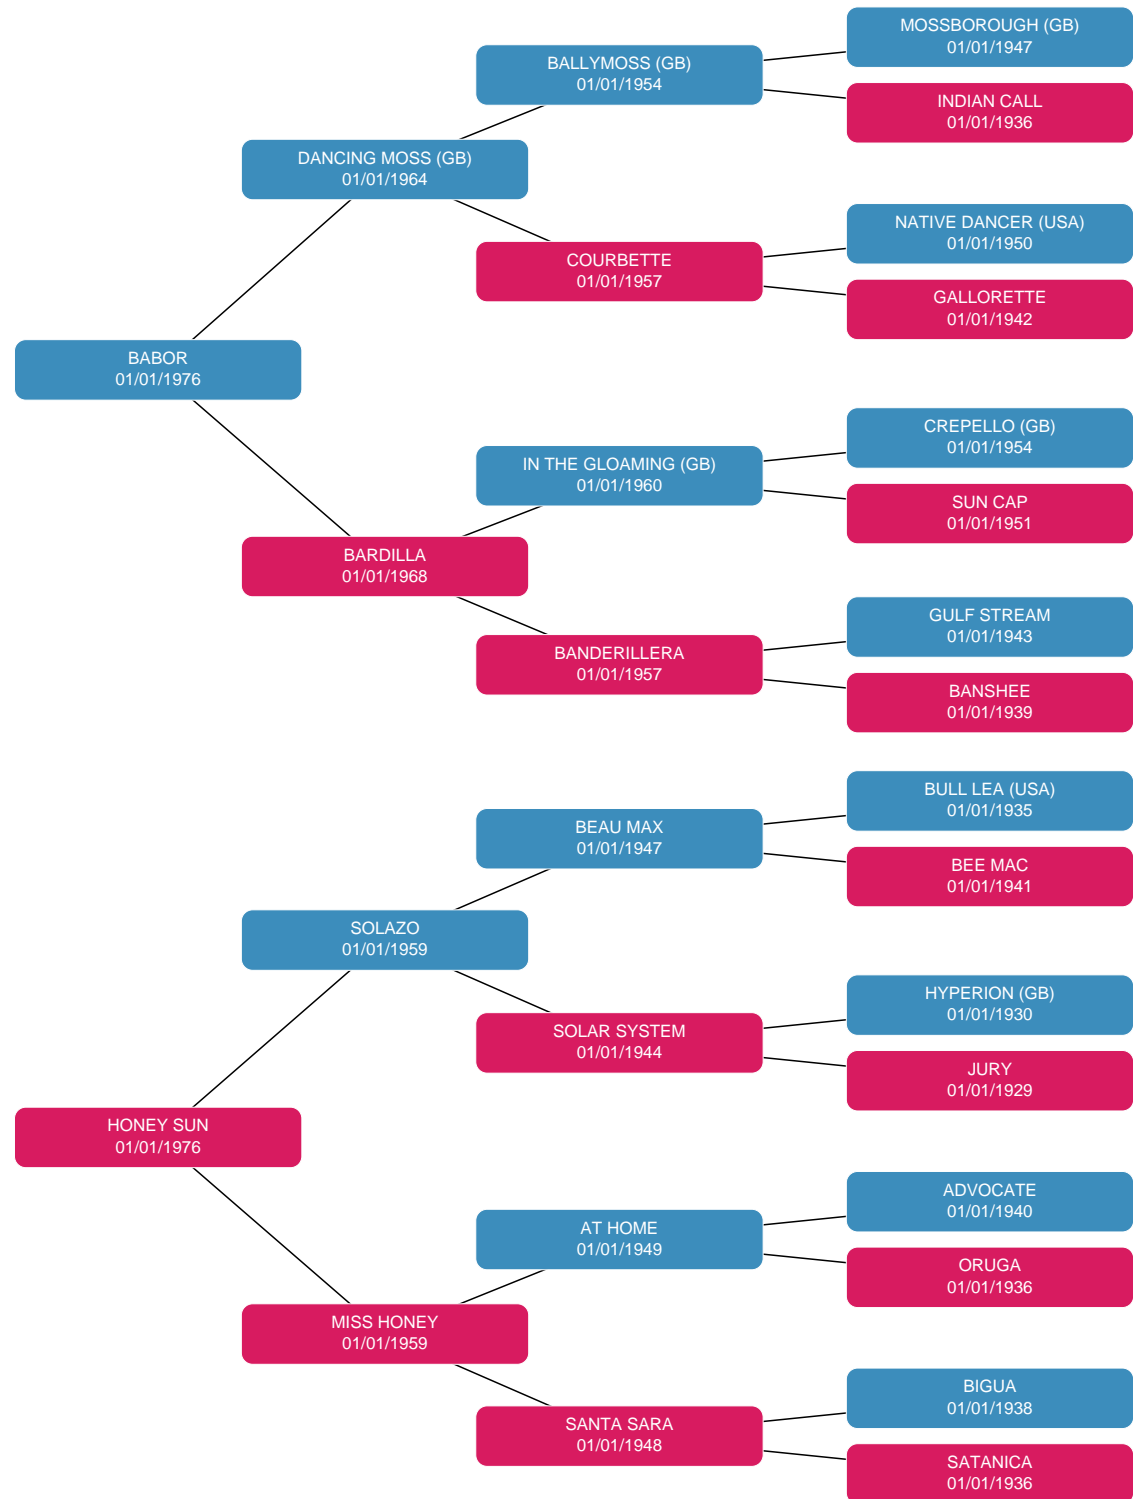 MOSSBOROUGH (GB)
01/01/1947
BALLYMOSS (GB)
01/01/1954
INDIAN CALL
01/01/1936
DANCING MOSS (GB)
01/01/1964
NATIVE DANCER (USA)
01/01/1950
COURBETTE
01/01/1957
GALLORETTE
01/01/1942
BABOR
01/01/1976
CREPELLO (GB)
01/01/1954
IN THE GLOAMING (GB)
01/01/1960
SUN CAP
01/01/1951
BARDILLA
01/01/1968
GULF STREAM
01/01/1943
BANDERILLERA
01/01/1957
BANSHEE
01/01/1939
BULL LEA (USA)
01/01/1935
BEAU MAX
01/01/1947
BEE MAC
01/01/1941
SOLAZO
01/01/1959
HYPERION (GB)
01/01/1930
SOLAR SYSTEM
01/01/1944
JURY
01/01/1929
HONEY SUN
01/01/1976
ADVOCATE
01/01/1940
AT HOME
01/01/1949
ORUGA
01/01/1936
MISS HONEY
01/01/1959
BIGUA
01/01/1938
SANTA SARA
01/01/1948
SATANICA
01/01/1936